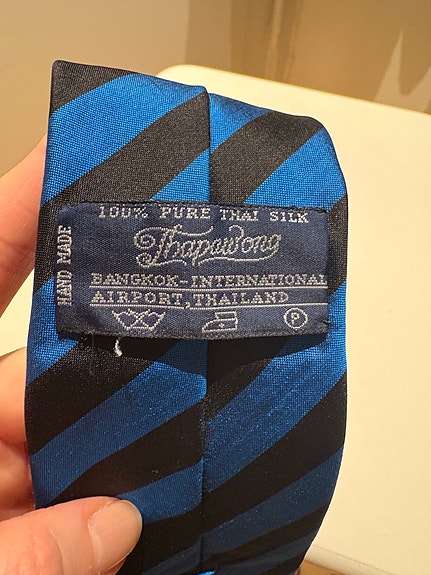 100% PURE THAI SILK
Thapawong
BANGKOK-INTERNATIONAL
AIRPORT, THAILAND
P
HAND MADE